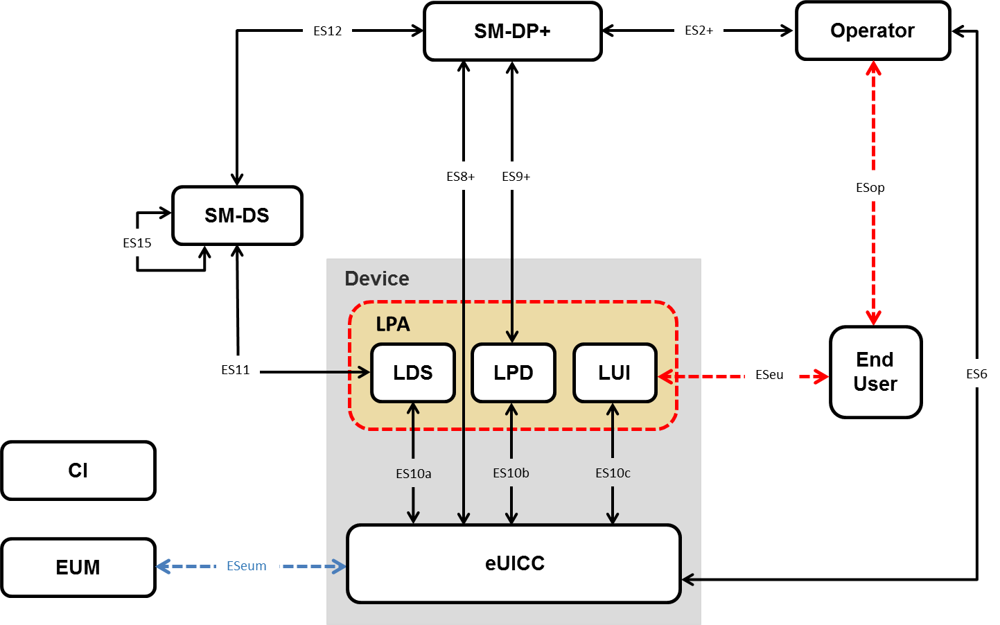 SM-DP+
Operator
ES12
ES2+
ES8+
ES9+
ESop
SM-DS
ES15
Device
LPA
LDS
LPD
LUI
End
User
ES11
ESeu
ES6
CI
ES10a
ES10b
ES10c
EUM
ESeum
eUICC